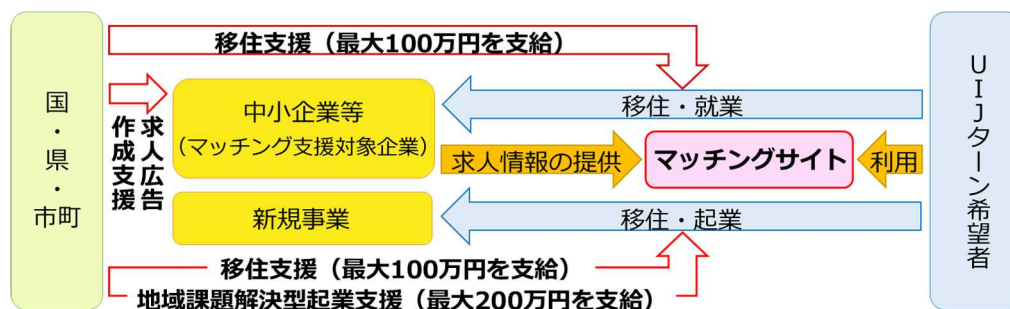 国・県・市町
移住支援（最大100万円を支給）
求人広告
作成支援
中小企業等
（マッチング支援対象企業）
移住・就業
求人情報の提供
マッチングサイト
利用
新規事業
移住・起業
移住支援（最大100万円を支給）
地域課題解決型起業支援（最大200万円を支給）
UIJターン希望者